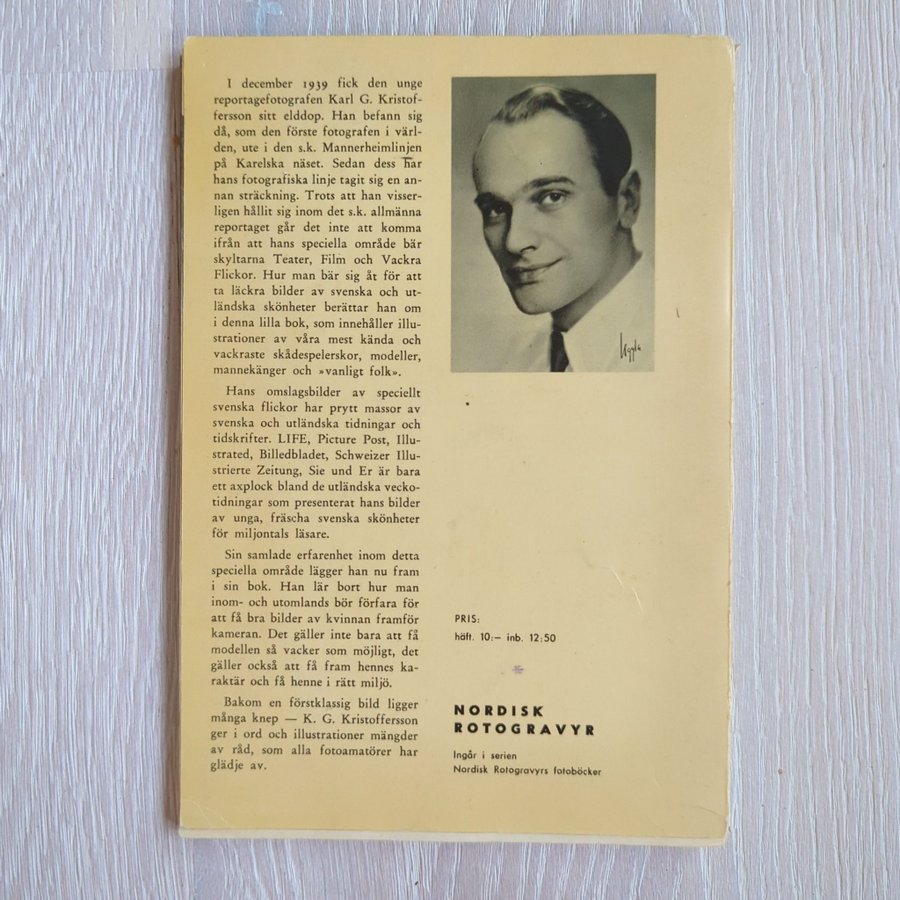 I december 1939 fick den unge
reportagefotografen Karl G. Kristof-
fersson sitt elddop. Han befann sig
då, som den förste fotografen i värl-
den, ute i den s.k. Mannerheimlinjen
på Karelska näset. Sedan dess har
hans fotografiska linje tagit sig en an-
nan sträckning. Trots att han visser-
ligen hållit sig inom det s.k. allmänna
reportaget går det inte att komma
ifrån att hans speciella område bär
skyltarna Teater, Film och Vackra
Flickor. Hur man bär sig åt för att
ta läckra bilder av svenska och ut-
ländska skönheter berättar han om
i denna lilla bok, som innehåller illu-
strationer av våra mest kända och
vackraste skådespelerskor, modeller,
mannekänger och »vanligt folk».
Hans omslagsbilder av speciellt
svenska flickor har prytt massor av
svenska och utländska tidningar och
tidskrifter. LIFE, Picture Post, Illu-
strated, Billedbladet, Schweizer Illu-
strierte Zeitung, Sie und Er är bara
ett axplock bland de utländska vecko-
tidningar som presenterat hans bilder
av unga, fräscha svenska skönheter
för miljontals läsare.
Sin samlade erfarenhet inom detta
speciella område lägger han nu fram
i sin bok. Han lär bort hur man
inom- och utomlands bör förfara för
att få bra bilder av kvinnan framför
kameran. Det gäller inte bara att få
modellen så vacker som möjligt, det
gäller också att få fram hennes ka-
raktär och få henne i rätt miljö.
Bakom en förstklassig bild ligger
många knep — K. G. Kristoffersson
ger i ord och illustrationer mängder
av råd, som alla fotoamatörer har
glädje av.
Uggla
PRIS:
häft. 10:— inb. 12:50
NORDISK
ROTOGRAVYR
Ingår i serien
Nordisk Rotogravyrs fotoböcker